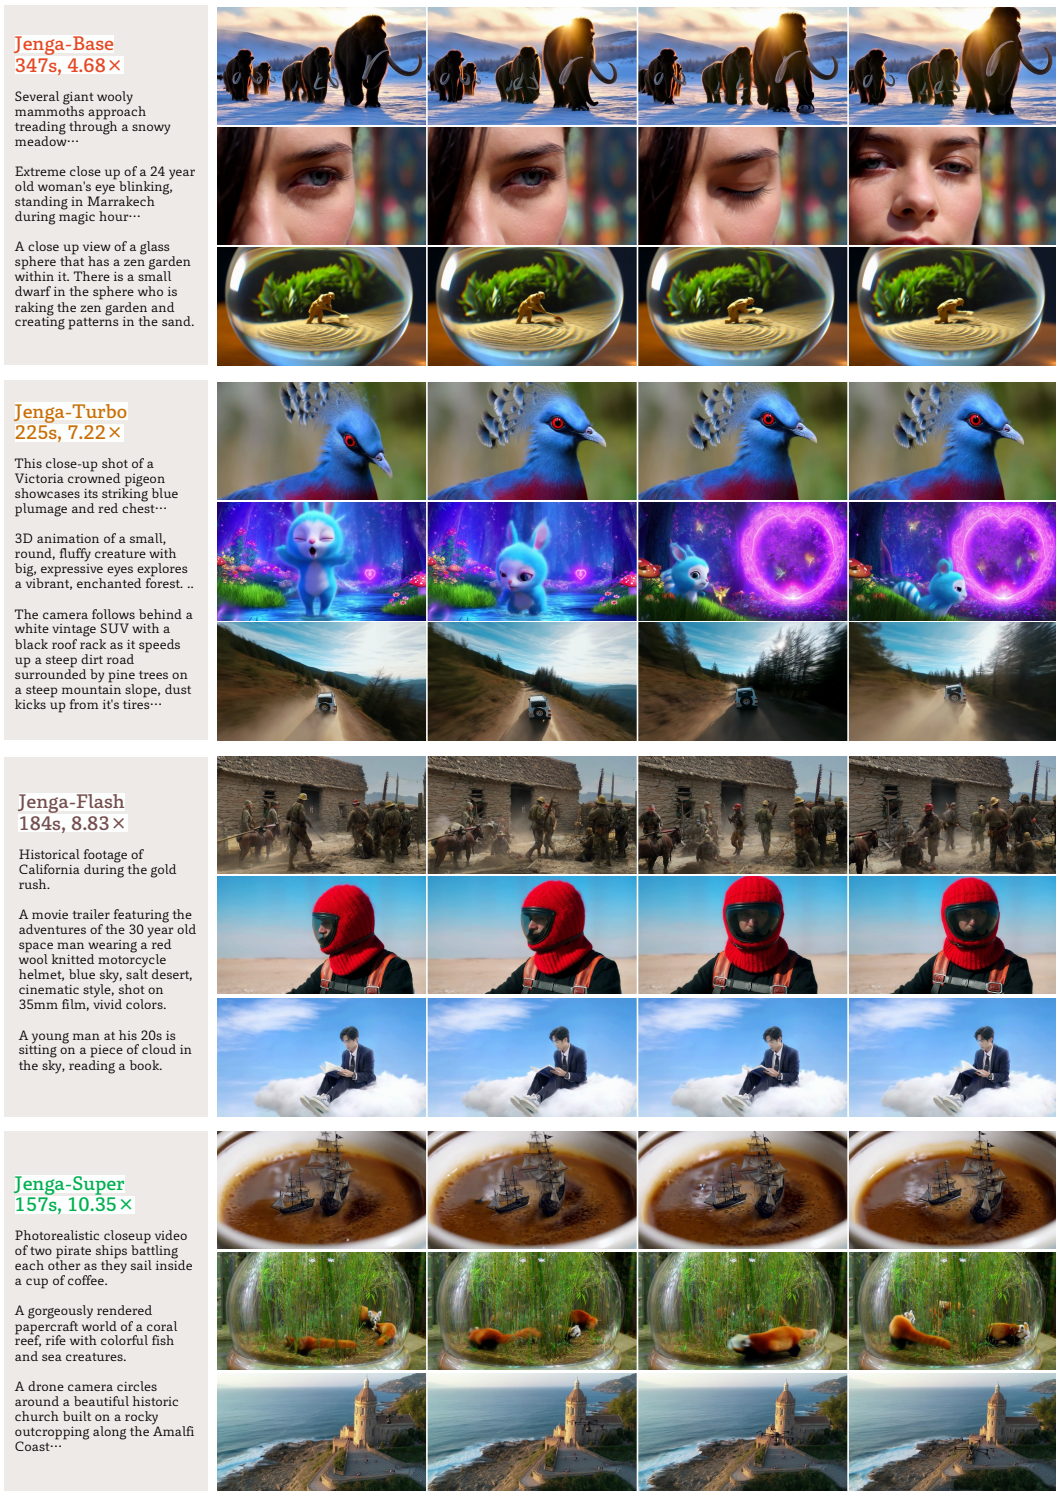 Jenga-Base
347s, 4.68×
Several giant wooly
mammoths approach
treading through a snowy
meadow···
Extreme close up of a 24 year
old woman's eye blinking,
standing in Marrakech
during magic hour···
A close up view of a glass
sphere that has a zen garden
within it. There is a small
dwarf in the sphere who is
raking the zen garden and
creating patterns in the sand.
Jenga-Turbo
225s, 7.22×
This close-up shot of a
Victoria crowned pigeon
showcases its striking blue
plumage and red chest···
3D animation of a small,
round, fluffy creature with
big, expressive eyes explores
a vibrant, enchanted forest. ..
The camera follows behind a
white vintage SUV with a
black roof rack as it speeds
up a steep dirt road
surrounded by pine trees on
a steep mountain slope, dust
kicks up from it's tires···
Jenga-Flash
184s, 8.83×
Historical footage of
California during the gold
rush.
A movie trailer featuring the
adventures of the 30 year old
space man wearing a red
wool knitted motorcycle
helmet, blue sky, salt desert,
cinematic style, shot on
35mm film, vivid colors.
A young man at his 20s is
sitting on a piece of cloud in
the sky, reading a book.
Jenga-Super
157s, 10.35×
Photorealistic closeup video
of two pirate ships battling
each other as they sail inside
a cup of coffee.
A gorgeously rendered
papercraft world of a coral
reef, rife with colorful fish
and sea creatures.
A drone camera circles
around a beautiful historic
church built on a rocky
outcropping along the Amalfi
Coast···